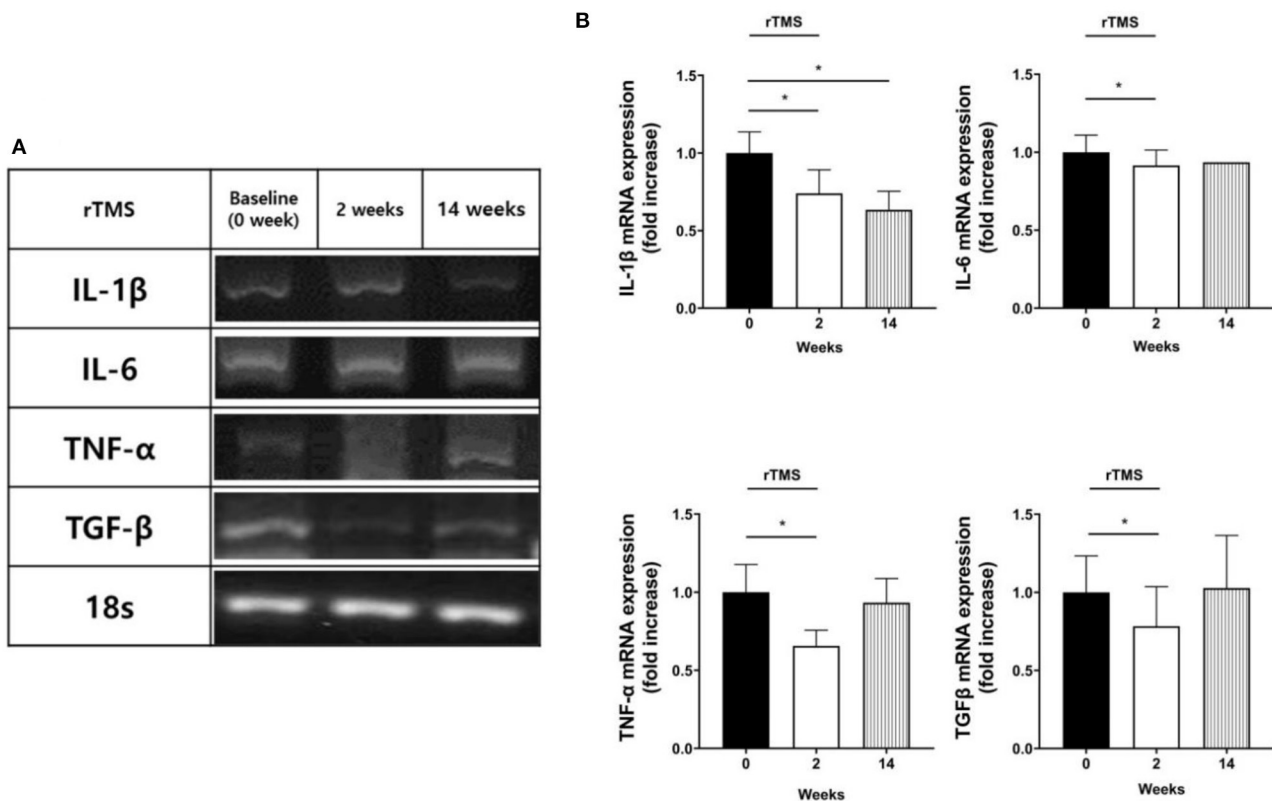 A
rTMS
Baseline
(0 week)
2 weeks
14 weeks
IL-1β
IL-6
TNF-α
TGF-β
18s
B
rTMS
*
*
1.5
1.0
0.5
0.0
IL-1β mRNA expression
(fold increase)
0 2 14
Weeks
rTMS
*
1.5
1.0
0.5
0.0
IL-6 mRNA expression
(fold increase)
0 2 14
Weeks
rTMS
*
1.5
1.0
0.5
0.0
TNF-α mRNA expression
(fold increase)
0 2 14
Weeks
rTMS
*
1.5
1.0
0.5
0.0
TGFβ mRNA expression
(fold increase)
0 2 14
Weeks